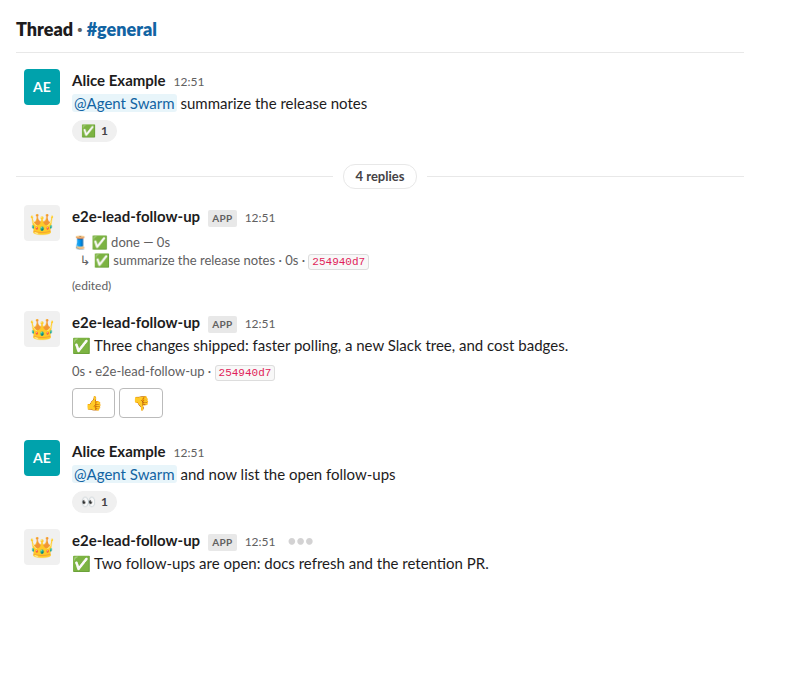 Thread • #general
AE
Alice Example 12:51
@Agent Swarm summarize the release notes
✅ 1
4 replies
e2e-lead-follow-up APP 12:51
🧵 ✅ done — 0s
↳ ✅ summarize the release notes · 0s · 254940d7
(edited)
e2e-lead-follow-up APP 12:51
✅ Three changes shipped: faster polling, a new Slack tree, and cost badges.
0s · e2e-lead-follow-up · 254940d7
👍 👎
AE
Alice Example 12:51
@Agent Swarm and now list the open follow-ups
👀 1
e2e-lead-follow-up APP 12:51
✅ Two follow-ups are open: docs refresh and the retention PR.